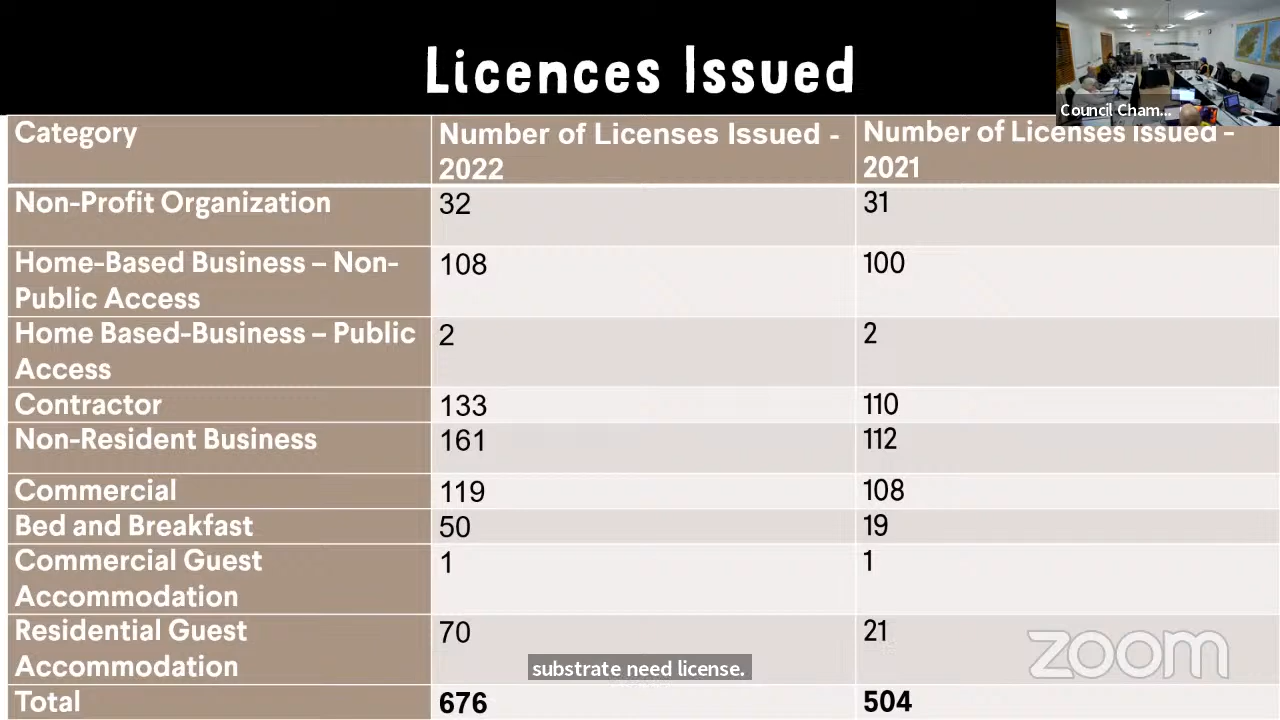 Licences Issued
Council Cham...
Category
Number of Licenses Issued -
2022
Number of Licenses Issued -
2021
Non-Profit Organization
32
31
Home-Based Business – Non-
Public Access
108
100
Home Based-Business – Public
Access
2
2
Contractor
133
110
Non-Resident Business
161
112
Commercial
119
108
Bed and Breakfast
50
19
Commercial Guest
Accommodation
1
1
Residential Guest
Accommodation
70
21
substrate need license.
zoom
Total
676
504